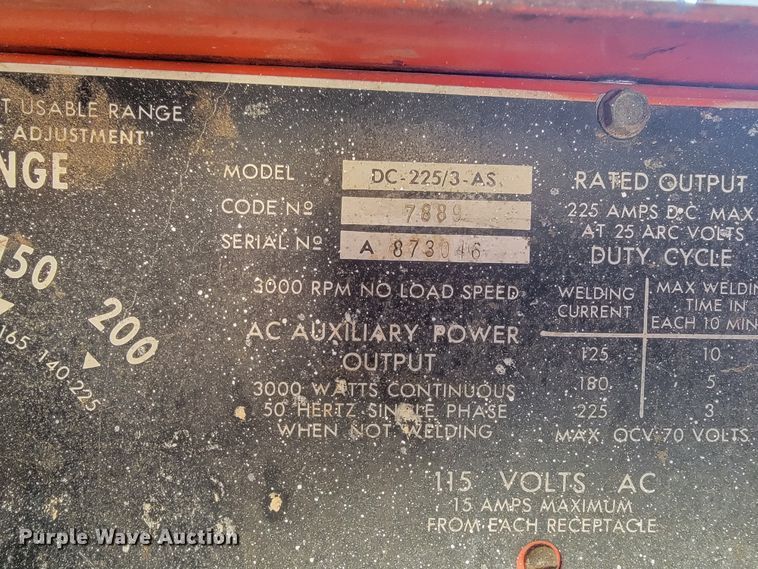 T USABLE RANGE
E ADJUSTMENT"
NGE
150
200
165
140-225
MODEL DC-225/3-AS
CODE NO 7889
SERIAL NO A 873046
3000 RPM NO LOAD SPEED
AC AUXILIARY POWER
OUTPUT
3000 WATTS CONTINUOUS
50 HERTZ SINGLE PHASE
WHEN NOT WELDING
RATED OUTPUT
225 AMPS D.C. MAX.
AT 25 ARC VOLTS
DUTY CYCLE
WELDING CURRENT
MAX WELDIN
TIME IN
EACH 10 MIN
125 10
180 5
225 3
MAX. OCV-70 VOLTS
115 VOLTS AC
15 AMPS MAXIMUM
FROM EACH RECEPTACLE
Purple Wave Auction